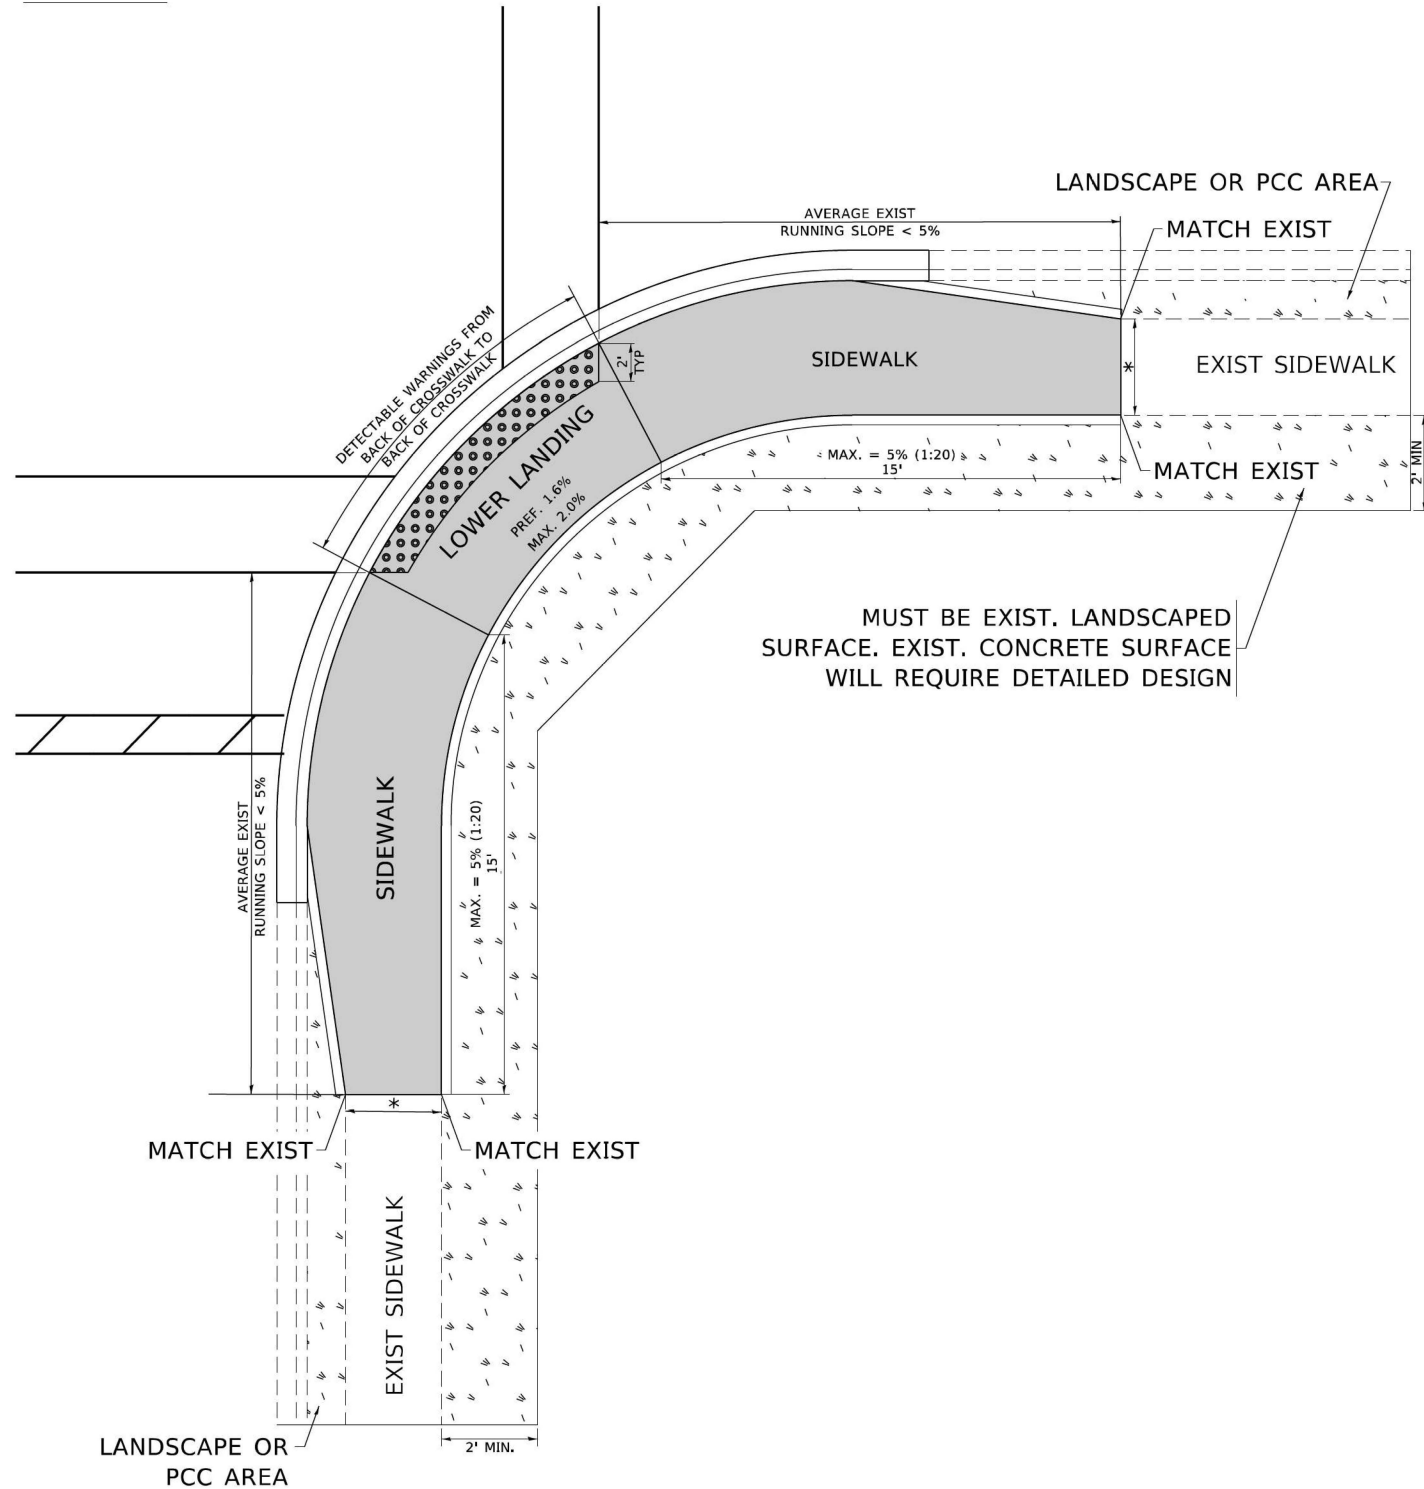 LANDSCAPE OR PCC AREA
AVERAGE EXIST
RUNNING SLOPE < 5%
MATCH EXIST
DETECTABLE WARNINGS FROM
BACK OF CROSSWALK TO
BACK OF CROSSWALK
2'
TYP
SIDEWALK
*
EXIST SIDEWALK
LOWER LANDING
PREF. 1.6%
MAX. 2.0%
MAX. = 5% (1:20)
15'
MATCH EXIST
2' MIN
MUST BE EXIST. LANDSCAPED
SURFACE. EXIST. CONCRETE SURFACE
WILL REQUIRE DETAILED DESIGN
AVERAGE EXIST
RUNNING SLOPE < 5%
SIDEWALK
MAX. = 5% (1:20)
15'
*
MATCH EXIST
MATCH EXIST
EXIST SIDEWALK
2' MIN.
LANDSCAPE OR
PCC AREA